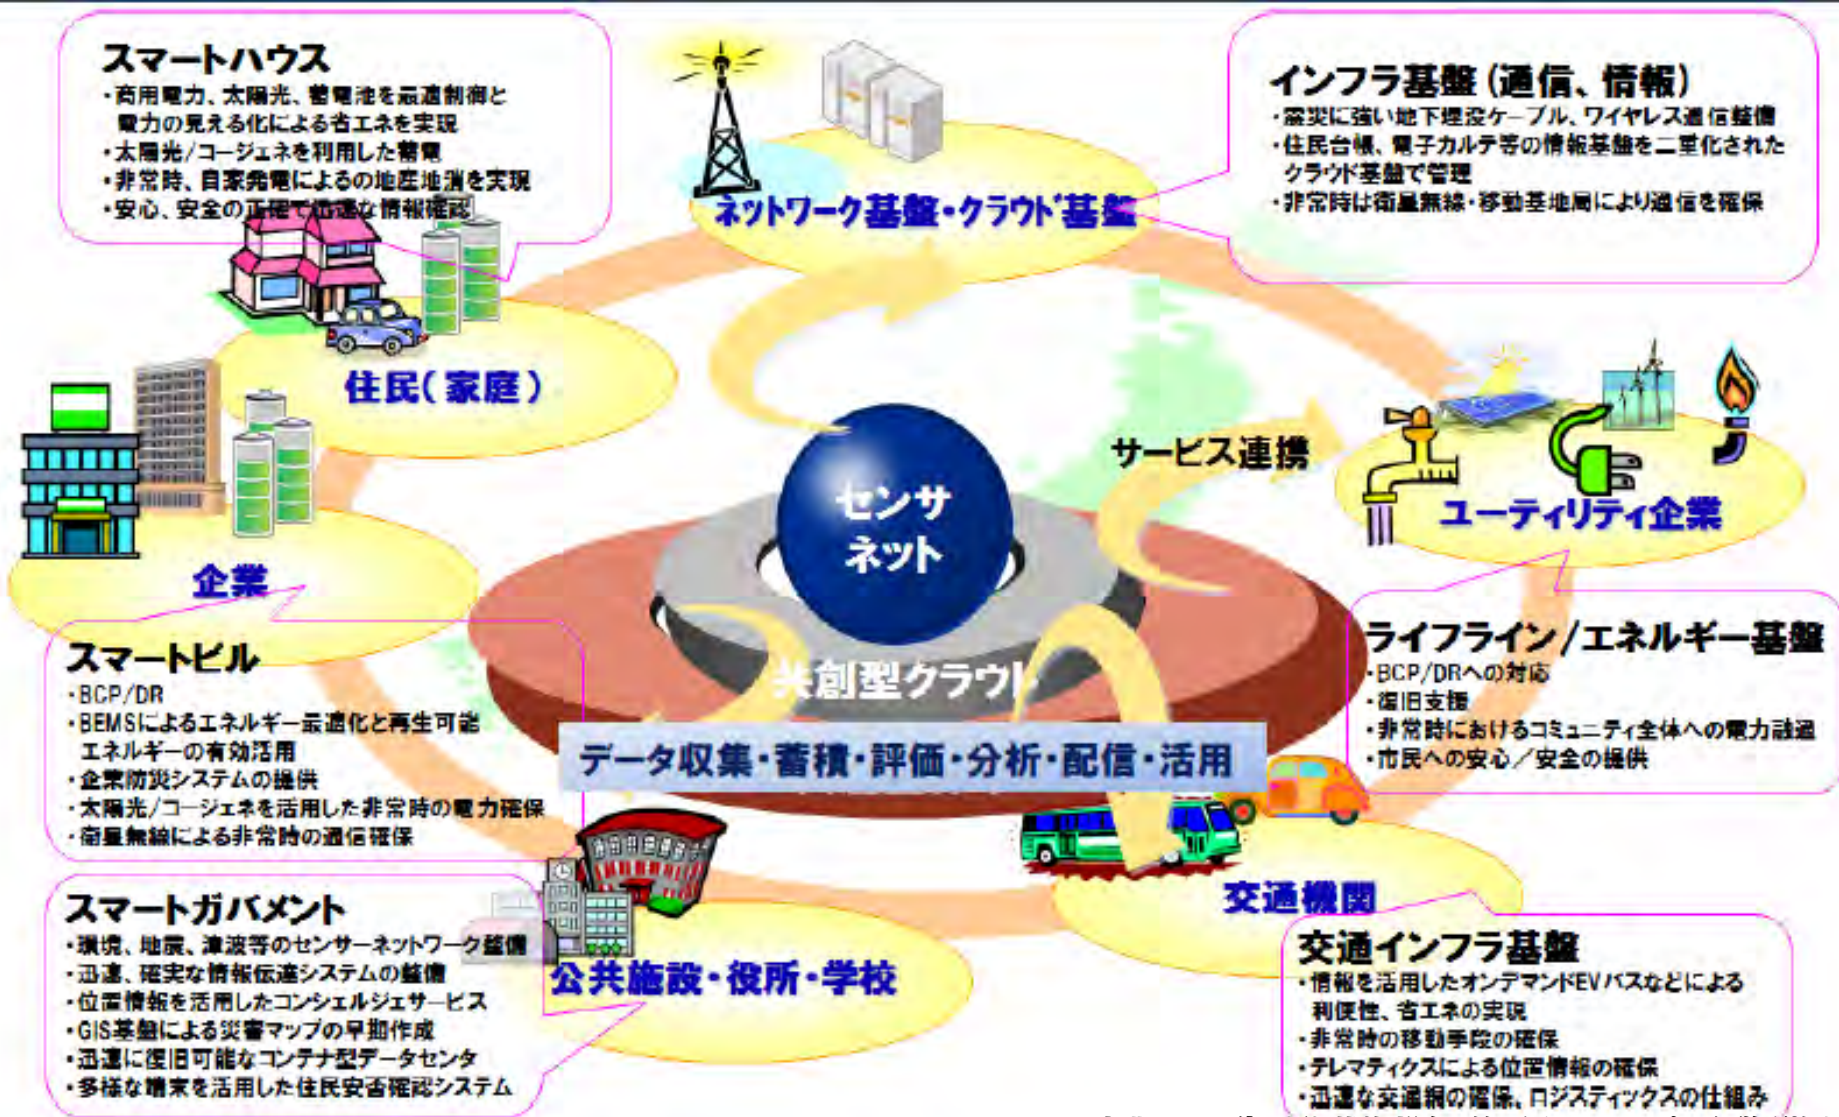 スマートハウス
・商用電力、太陽光、蓄電池を最適制御と
電力の見える化による省エネを実現
・太陽光/コージェネを利用した蓄電
・非常時、自家発電によるの地産地消を実現
・安心、安全の正確で迅速な情報確認
ネットワーク基盤・クラウド基盤
インフラ基盤(通信、情報)
・震災に強い地下埋没ケーブル、ワイヤレス通信整備
・住民台帳、電子カルテ等の情報基盤を二重化された
クラウド基盤で管理
・非常時は衛星無線・移動基地局により通信を確保
住民(家庭)
企業
サービス連携
ユーティリティ企業
センサ
ネット
共創型クラウド
データ収集・蓄積・評価・分析・配信・活用
スマートビル
・BCP/DR
・BEMSによるエネルギー最適化と再生可能
エネルギーの有効活用
・企業防災システムの提供
・太陽光/コージェネを活用した非常時の電力確保
・衛星無線による非常時の通信確保
ライフライン/エネルギー基盤
・BCP/DRへの対応
・復旧支援
・非常時におけるコミュニティ全体への電力融通
・市民への安心/安全の提供
スマートガバメント
・環境、地震、津波等のセンサーネットワーク整備
・迅速、確実な情報伝達システムの整備
・位置情報を活用したコンシェルジェサービス
・GIS基盤による災害マップの早期作成
・迅速に復旧可能なコンテナ型データセンタ
・多様な端末を活用した住民安否確認システム
公共施設・役所・学校
交通機関
交通インフラ基盤
・情報を活用したオンデマンドEVバスなどによる
利便性、省エネの実現
・非常時の移動手段の確保
・テレマティクスによる位置情報の確保
・迅速な交通網の確保、ロジスティックスの仕組み